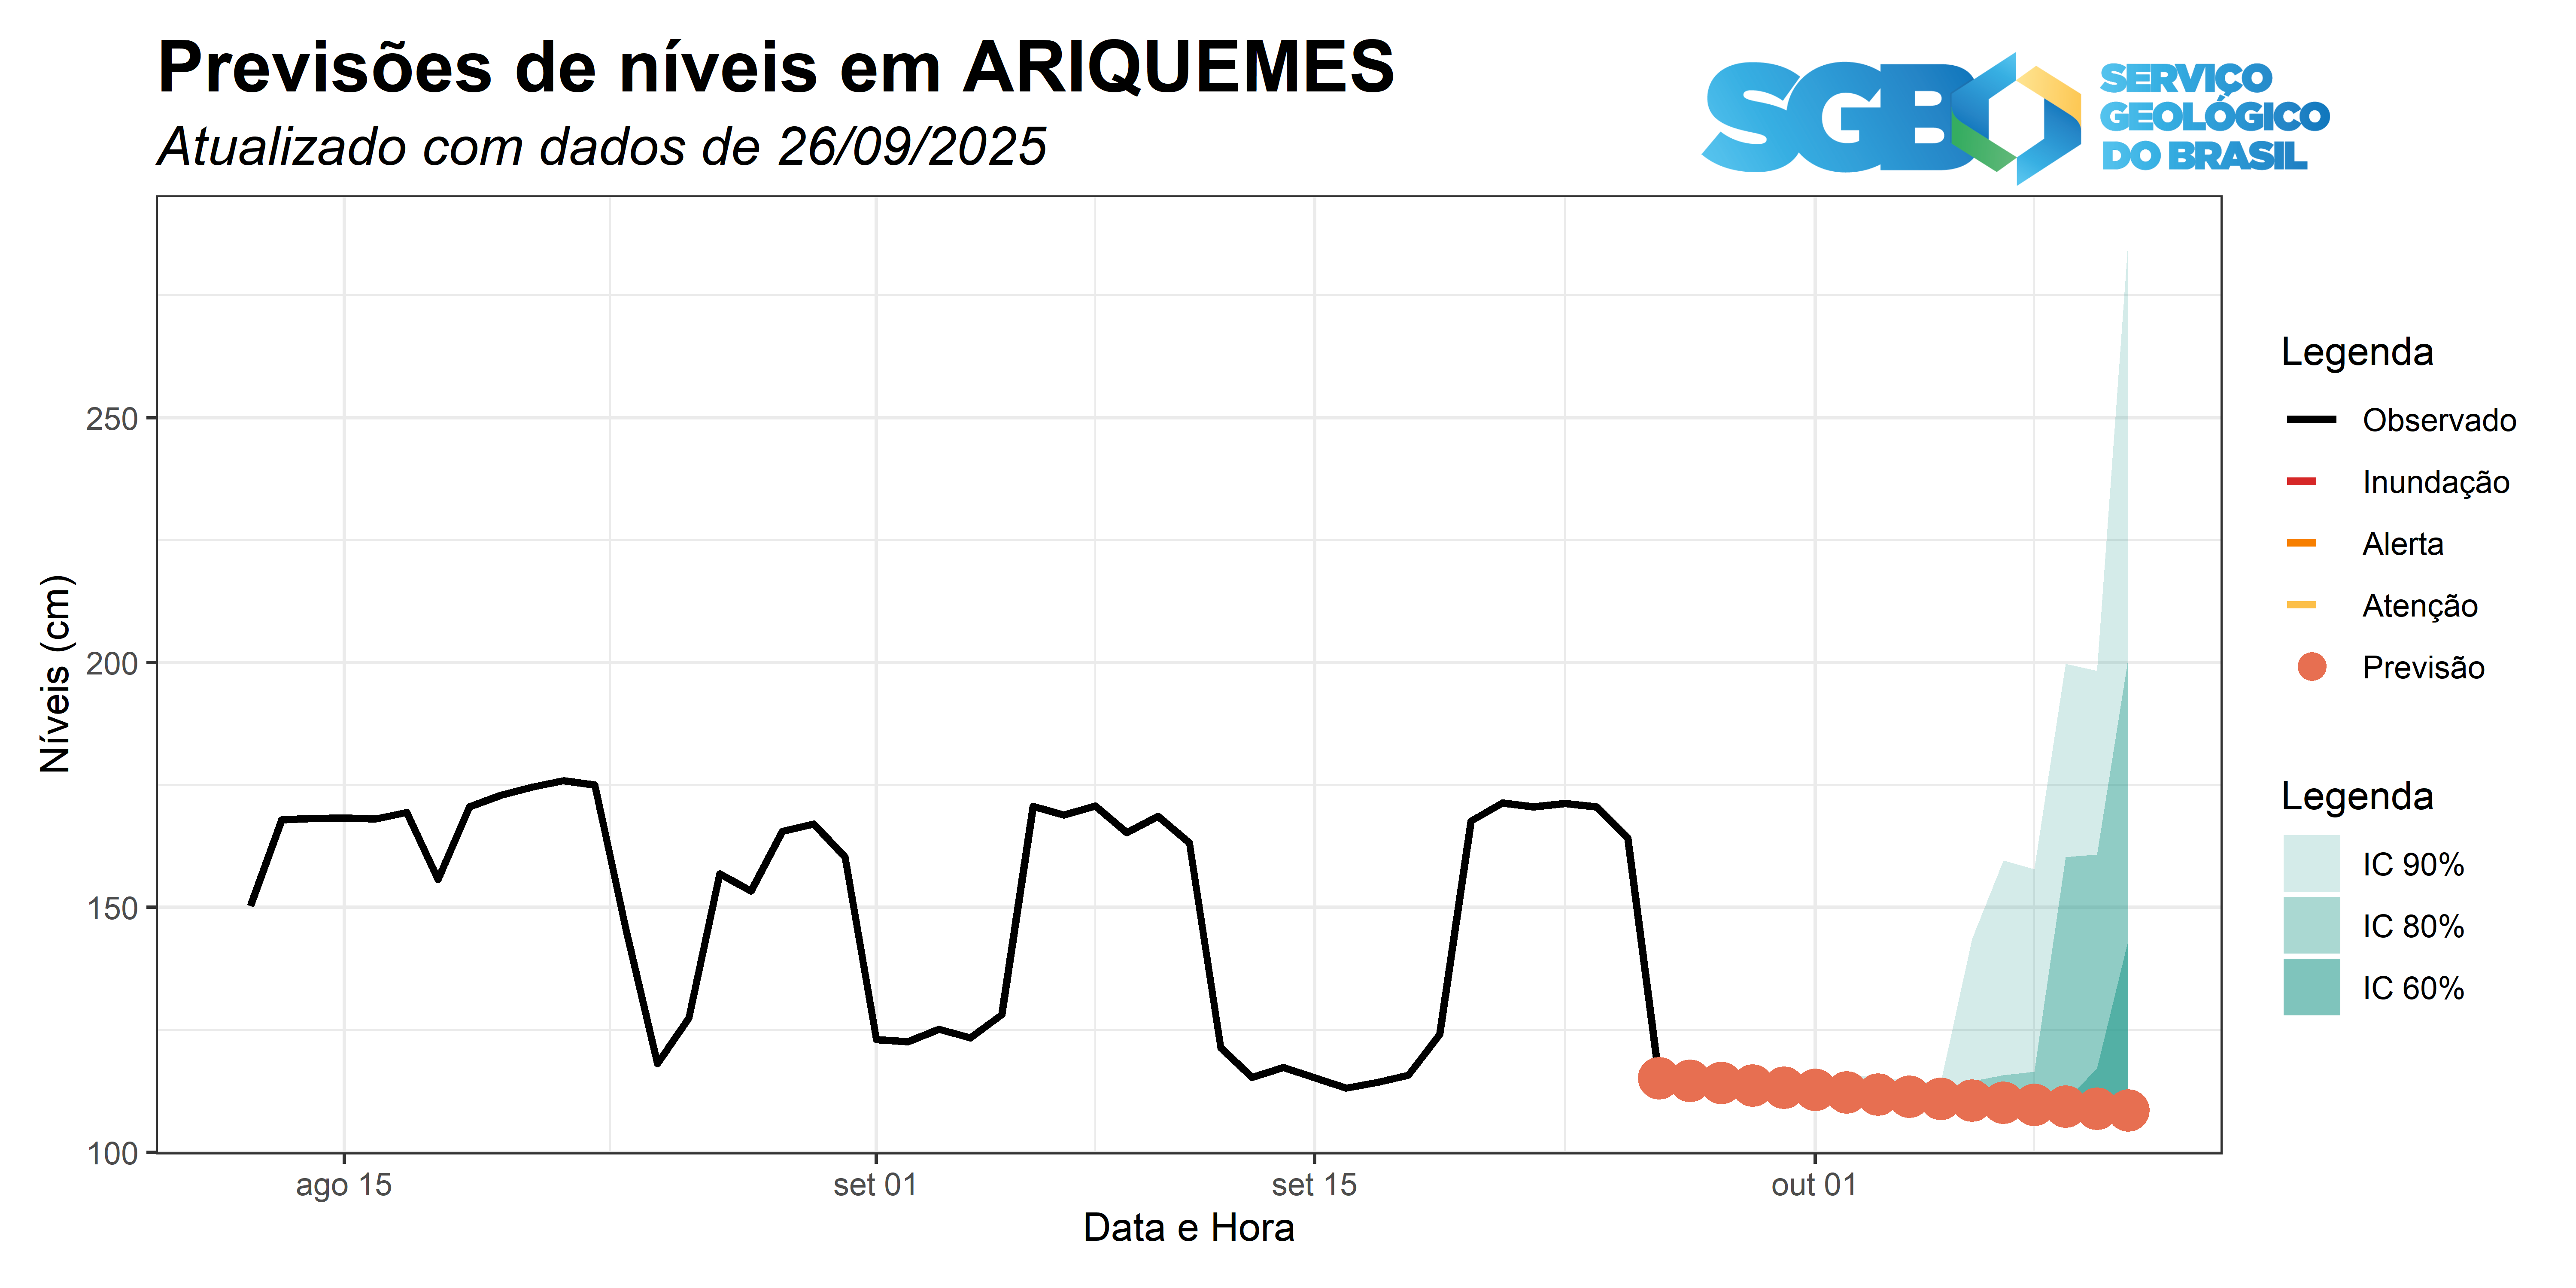 Previsões de níveis em ARIQUEMES
Atualizado com dados de 26/09/2025
SGB
SERVIÇO
GEOLÓGICO
DO BRASIL
Níveis (cm)
250
200
150
100
ago 15
set 01
set 15
out 01
Data e Hora
Legenda
Observado
Inundação
Alerta
Atenção
Previsão
Legenda
IC 90%
IC 80%
IC 60%